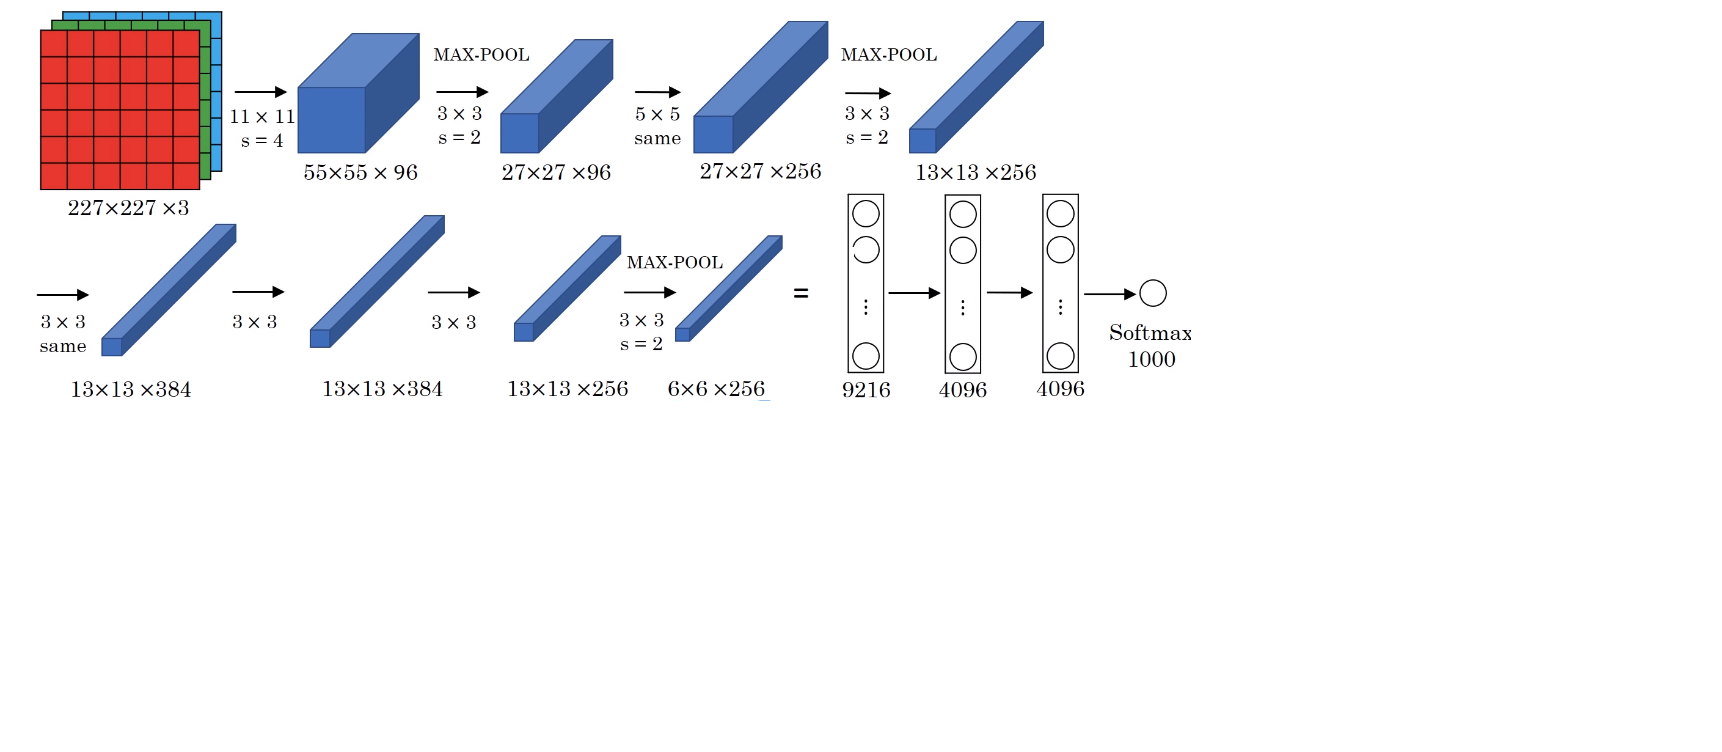 MAX-POOL
MAX-POOL
11 × 11
s = 4
3 × 3
s = 2
5 × 5
same
3 × 3
s = 2
55×55 × 96
27×27 ×96
27×27 ×256
13×13 ×256
227×227 ×3
MAX-POOL
=
3 × 3
same
3 × 3
3 × 3
3 × 3
s = 2
Softmax
1000
13×13 ×384
13×13 ×384
13×13 ×256
6×6 ×256
9216
4096
4096